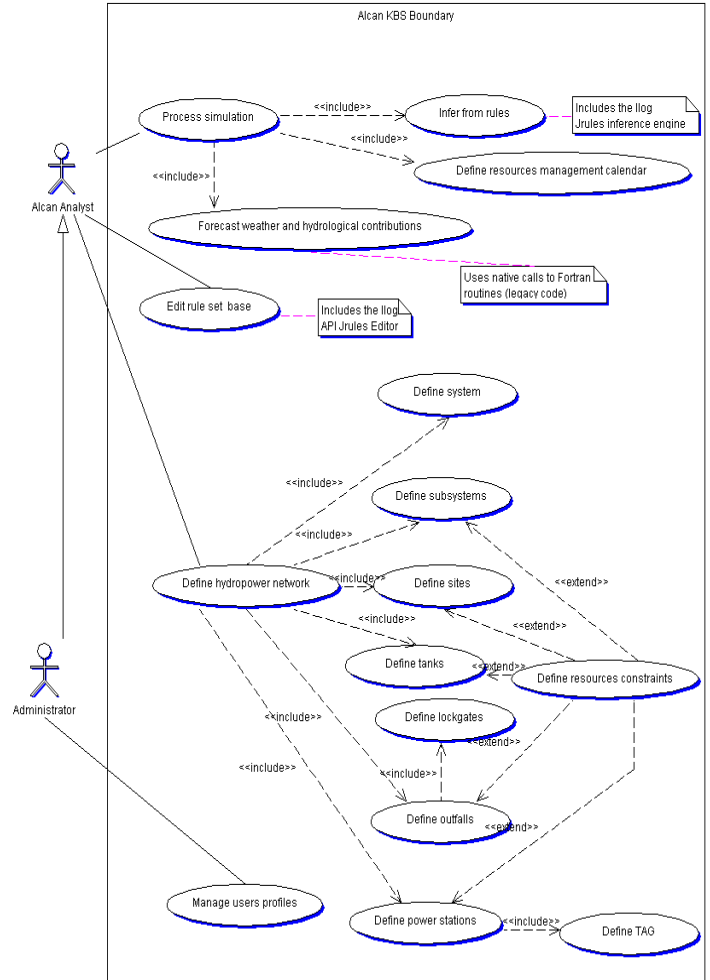 Alcan KBS Boundary
Process simulation
<<include>>
Infer from rules
Includes the Ilog
Jrules inference engine
<<include>>
<<include>>
Define resources management calendar
Alcan Analyst
Forecast weather and hydrological contributions
Uses native calls to Fortran
routines (legacy code)
Edit rule set base
Includes the Ilog
API Jrules Editor
Define system
<<include>>
Define subsystems
<<include>>
Define hydropower network
<<include>>
Define sites
<<extend>>
<<include>>
<<extend>>
Define tanks
<<extend>>
Define resources constraints
Administrator
Define lockgates
<<include>>
<<extend>>
<<include>>
<<include>>
Define outfalls
<<extend>>
Manage users profiles
Define power stations
<<include>>
Define TAG